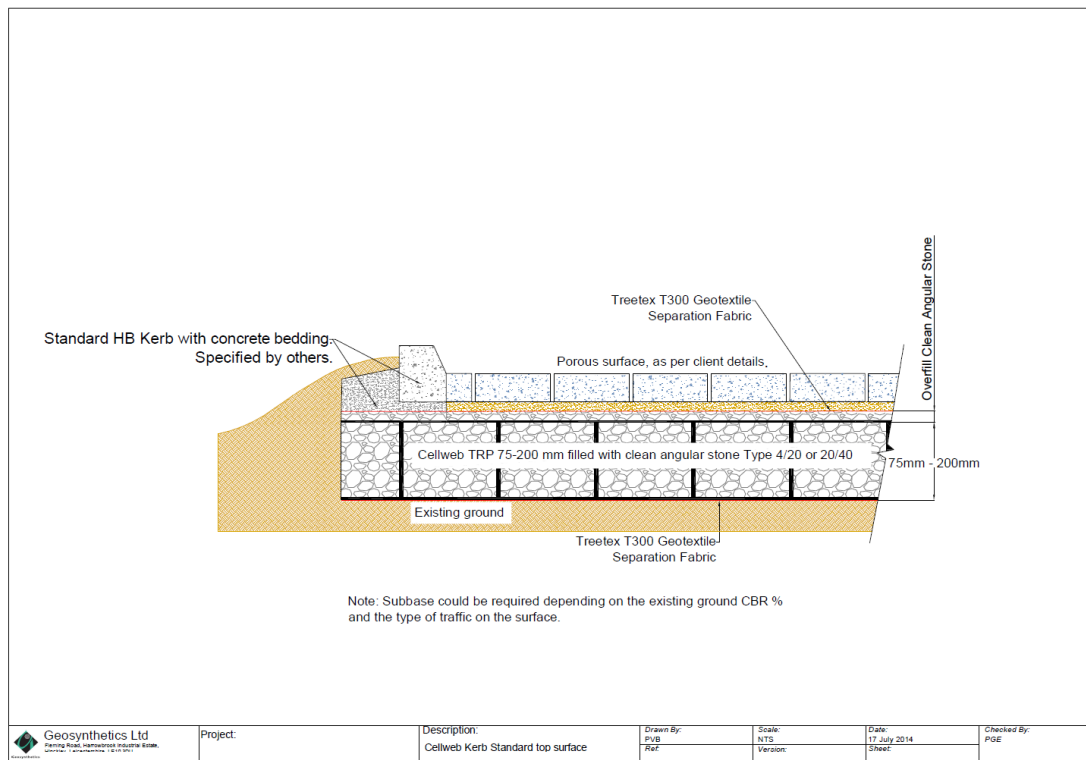 Overfill Clean Angular Stone
Treetex T300 Geotextile
Separation Fabric
Standard HB Kerb with concrete bedding.
Specified by others.
Porous surface, as per client details.
Cellweb TRP 75-200 mm filled with clean angular stone Type 4/20 or 20/40
75mm - 200mm
Existing ground
Treetex T300 Geotextile
Separation Fabric
Note: Subbase could be required depending on the existing ground CBR %
and the type of traffic on the surface.
Geosynthetics Ltd
Fleming Road, Harrowbrook Industrial Estate,
Hinckley, Leicestershire, LE10 3DU
Geosynthetics
Project:
Description:
Cellweb Kerb Standard top surface
Drawn By:
PVB
Ref:
Scale:
NTS
Version:
Date:
17 July 2014
Sheet:
Checked By:
PGE